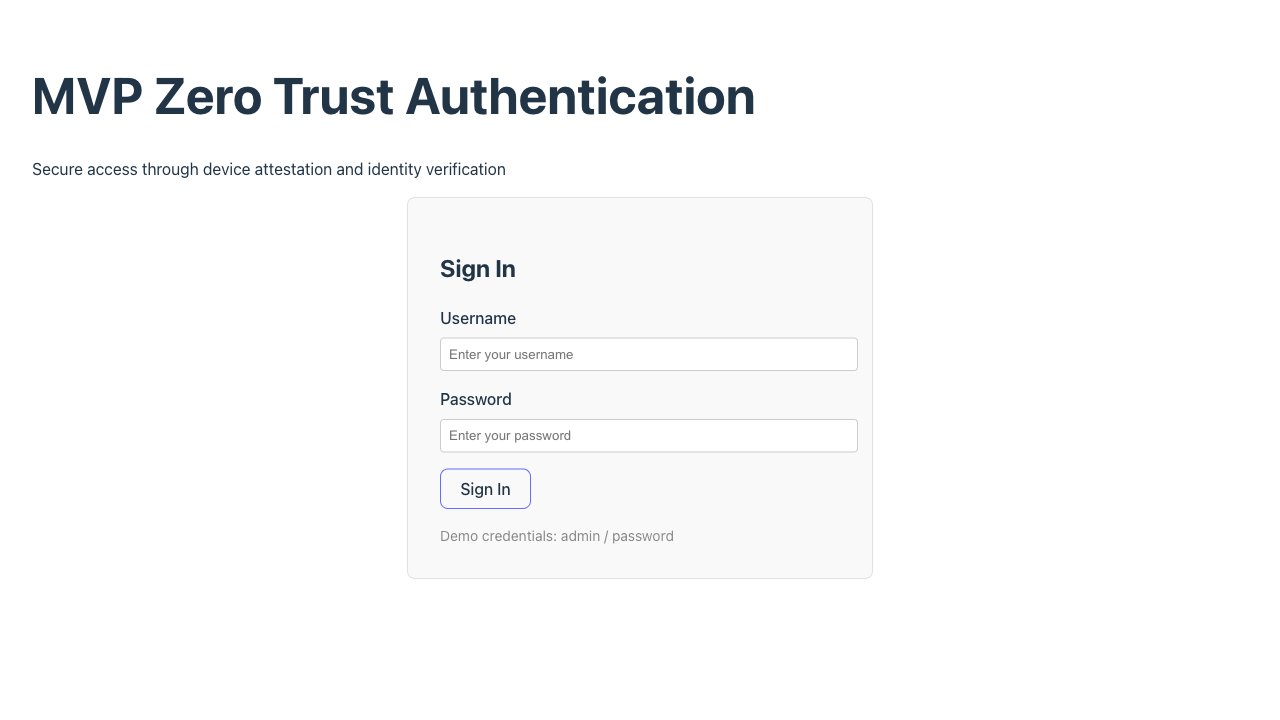 MVP Zero Trust Authentication
Secure access through device attestation and identity verification
Sign In
Username
Enter your username
Password
Enter your password
Sign In
Demo credentials: admin / password